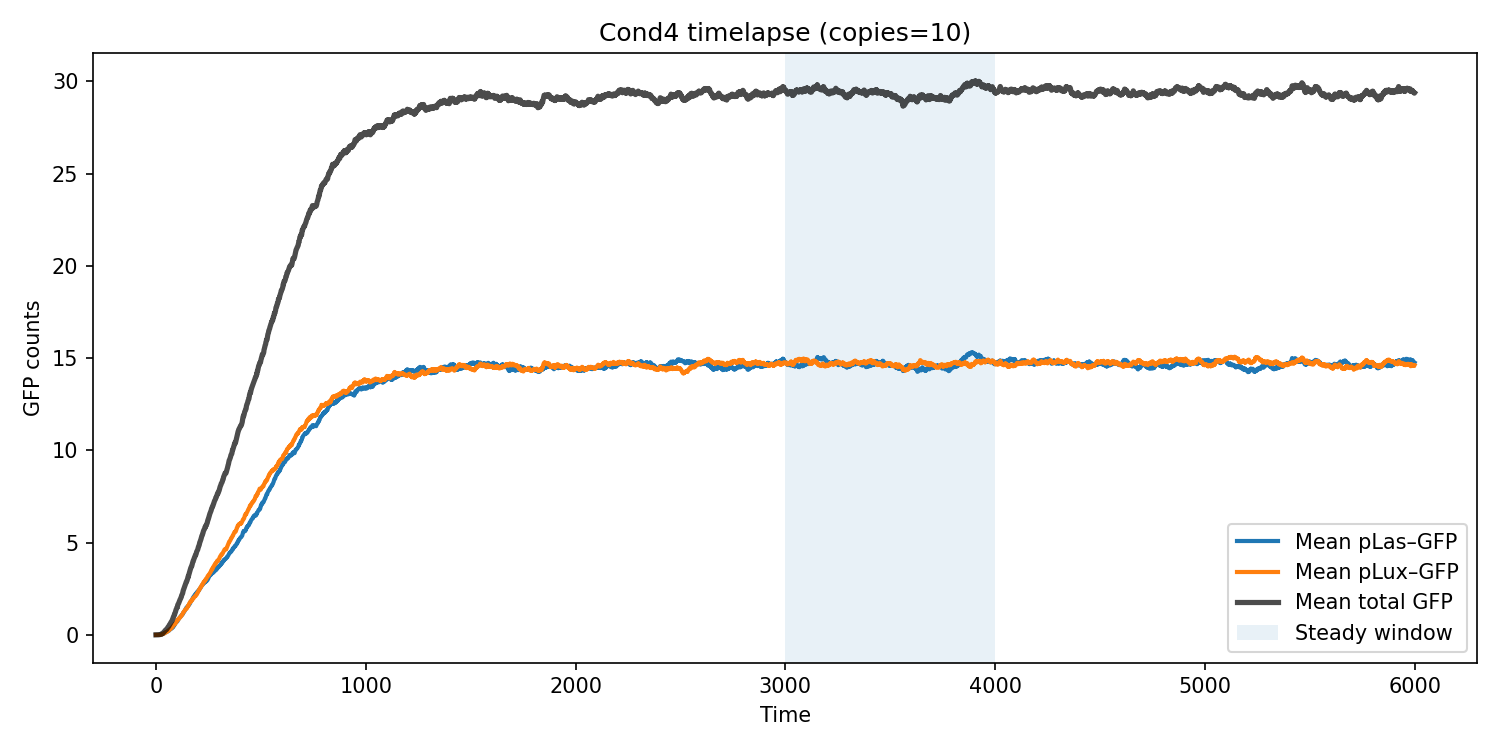 Cond4 timelapse (copies=10)
GFP counts
30
25
20
15
10
5
0
0 1000 2000 3000 4000 5000 6000
Time
Mean pLas–GFP
Mean pLux–GFP
Mean total GFP
Steady window